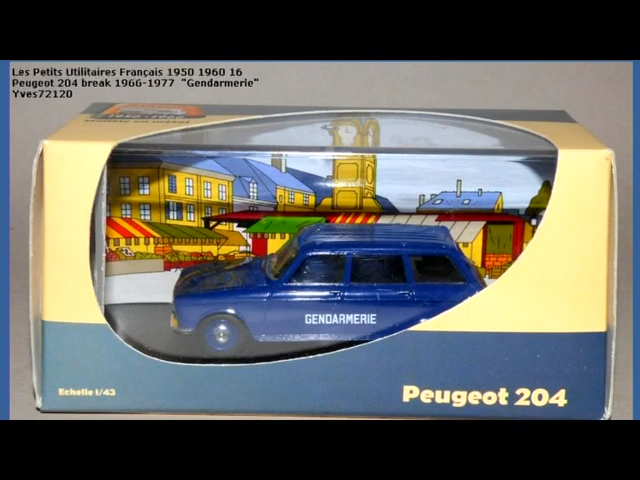 Les Petits Utilitaires Français 1950 1960 16
Peugeot 204 break 1966-1977 "Gendarmerie"
Yves72120
GENDARMERIE
Echelle 1/43
Peugeot 204